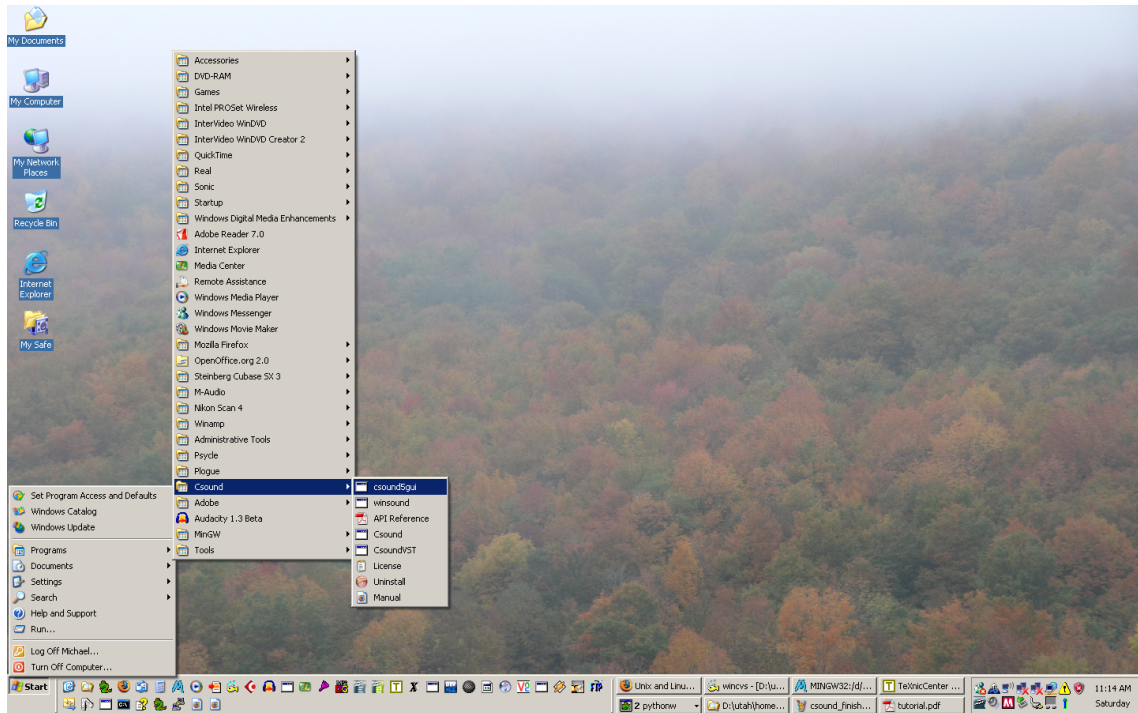 My Documents
My Computer
My Network
Places
Recycle Bin
Internet
Explorer
My Safe
Accessories
DVD-RAM
Games
Intel PROSet Wireless
InterVideo WinDVD
InterVideo WinDVD Creator 2
QuickTime
Real
Sonic
Startup
Windows Digital Media Enhancements
Adobe Reader 7.0
Internet Explorer
Media Center
Remote Assistance
Windows Media Player
Windows Messenger
Windows Movie Maker
Mozilla Firefox
OpenOffice.org 2.0
Steinberg Cubase SX 3
M-Audio
Nikon Scan 4
Winamp
Administrative Tools
Psycle
Plogue
Csound
Adobe
Audacity 1.3 Beta
MinGW
Tools
csound5gui
winsound
API Reference
Csound
CsoundVST
License
Uninstall
Manual
Set Program Access and Defaults
Windows Catalog
Windows Update
Programs
Documents
Settings
Search
Help and Support
Run...
Log Off Michael...
Turn Off Computer...
Start
Unix and Linu...
wincvs - [D:\u...
MINGW32:/d/...
TeXnicCenter ...
11:14 AM
2 pythonw
D:\utah\home...
csound_finish...
tutorial.pdf
Saturday